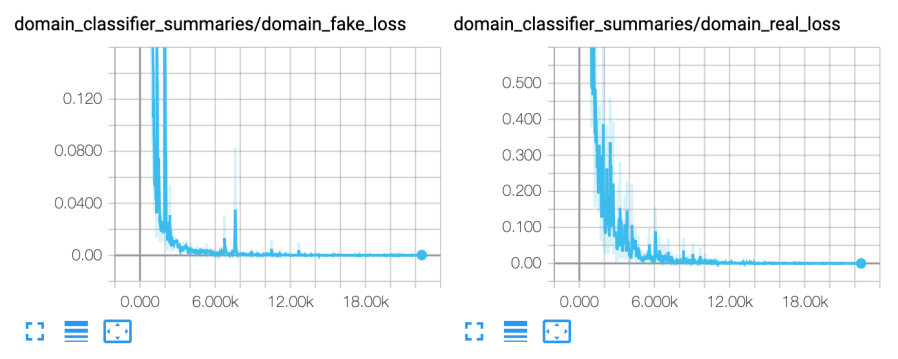 domain_classifier_summaries/domain_fake_loss
0.120
0.0800
0.0400
0.00
0.000 6.000k 12.00k 18.00k
domain_classifier_summaries/domain_real_loss
0.500
0.400
0.300
0.200
0.100
0.00
0.000 6.000k 12.00k 18.00k